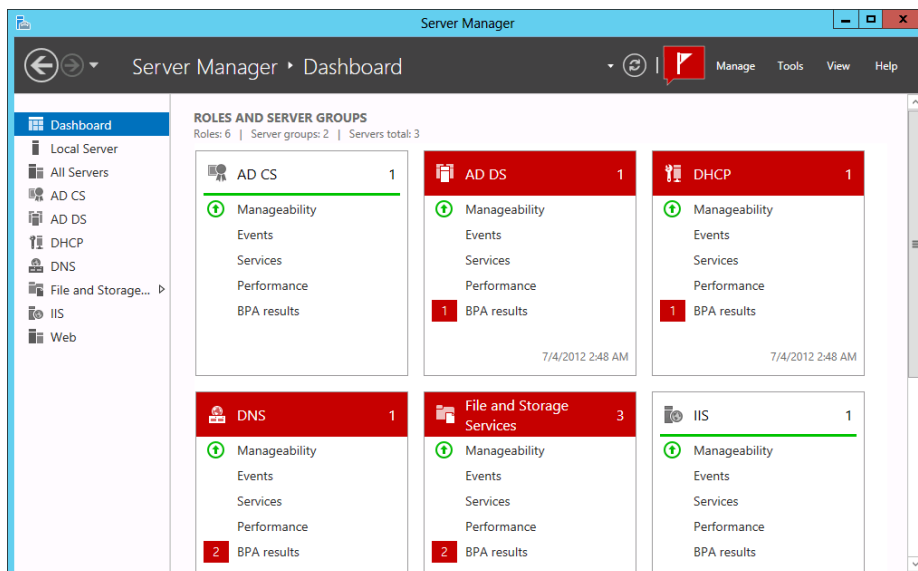 Server Manager
Server Manager ‣ Dashboard
Manage Tools View Help
Dashboard
Local Server
All Servers
AD CS
AD DS
DHCP
DNS
File and Storage...
IIS
Web
ROLES AND SERVER GROUPS
Roles: 6 | Server groups: 2 | Servers total: 3
AD CS 1
Manageability
Events
Services
Performance
BPA results
AD DS 1
Manageability
Events
Services
Performance
1 BPA results
7/4/2012 2:48 AM
DHCP 1
Manageability
Events
Services
Performance
1 BPA results
7/4/2012 2:48 AM
DNS 1
Manageability
Events
Services
Performance
2 BPA results
File and Storage
Services 3
Manageability
Events
Services
Performance
2 BPA results
IIS 1
Manageability
Events
Services
Performance
BPA results